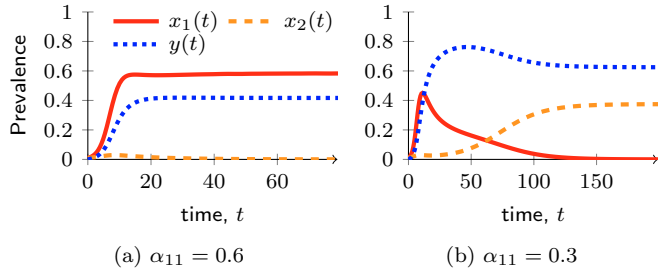 1
0.8
0.6
0.4
0.2
0
Prevalence
x₁(t)
x₂(t)
y(t)
0 20 40 60
time, t
(a) α₁₁ = 0.6
1
0.8
0.6
0.4
0.2
0
0 50 100 150
time, t
(b) α₁₁ = 0.3